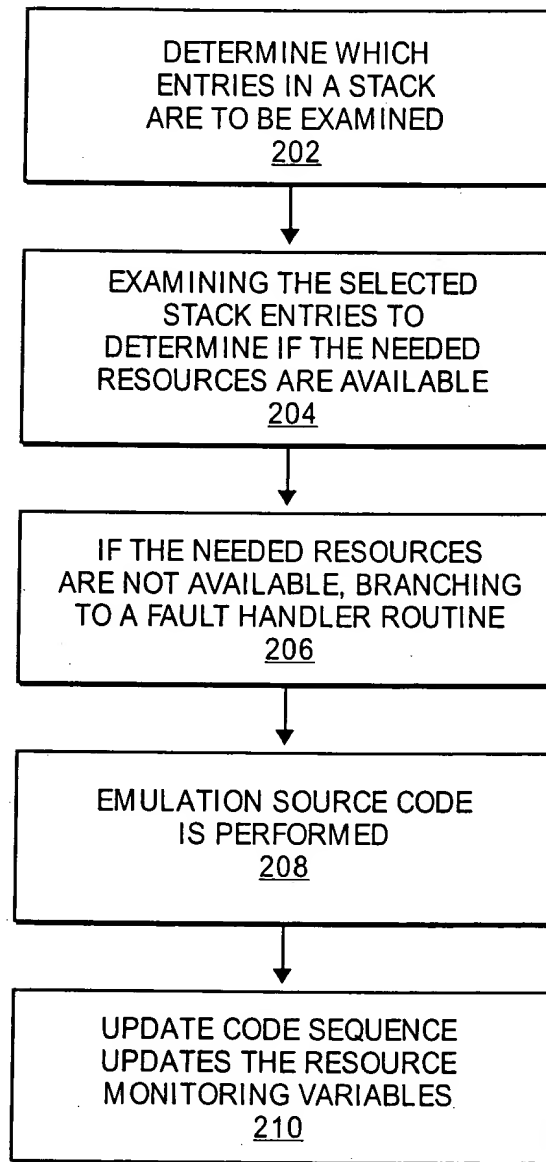 DETERMINE WHICH
ENTRIES IN A STACK
ARE TO BE EXAMINED
202
EXAMINING THE SELECTED
STACK ENTRIES TO
DETERMINE IF THE NEEDED
RESOURCES ARE AVAILABLE
204
IF THE NEEDED RESOURCES
ARE NOT AVAILABLE, BRANCHING
TO A FAULT HANDLER ROUTINE
206
EMULATION SOURCE CODE
IS PERFORMED
208
UPDATE CODE SEQUENCE
UPDATES THE RESOURCE
MONITORING VARIABLES
210